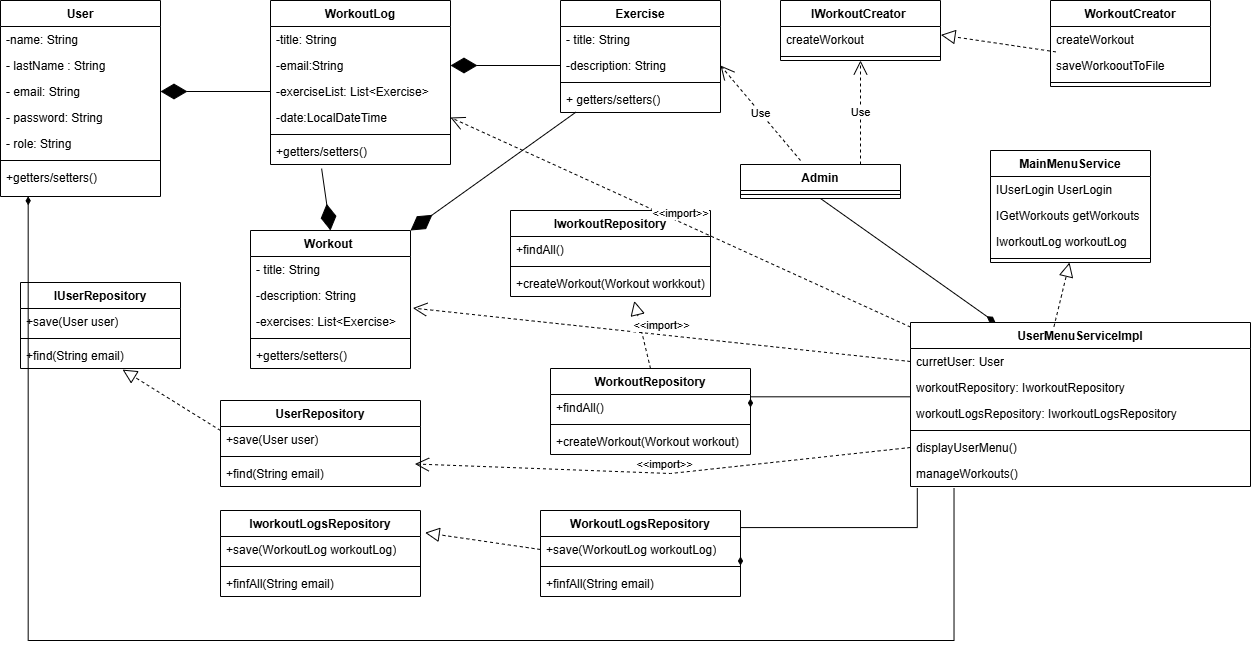 User
-name: String
- lastName : String
- email: String
- password: String
- role: String
+getters/setters()
WorkoutLog
-title: String
-email:String
-exerciseList: List<Exercise>
-date:LocalDateTime
+getters/setters()
Exercise
- title: String
-description: String
+ getters/setters()
IWorkoutCreator
createWorkout
WorkoutCreator
createWorkout
saveWorkooutToFile
Use
Use
Admin
MainMenuService
IUserLogin UserLogin
IGetWorkouts getWorkouts
IworkoutLog workoutLog
<<import>>
IworkoutRepository
+findAll()
+createWorkout(Workout workkout)
Workout
- title: String
-description: String
-exercises: List<Exercise>
+getters/setters()
IUserRepository
+save(User user)
+find(String email)
<<import>>
UserMenuServiceImpl
curretUser: User
workoutRepository: IworkoutRepository
workoutLogsRepository: IworkoutLogsRepository
displayUserMenu()
manageWorkouts()
WorkoutRepository
+findAll()
+createWorkout(Workout workout)
UserRepository
+save(User user)
+find(String email)
<<import>>
IworkoutLogsRepository
+save(WorkoutLog workoutLog)
+finfAll(String email)
WorkoutLogsRepository
+save(WorkoutLog workoutLog)
+finfAll(String email)